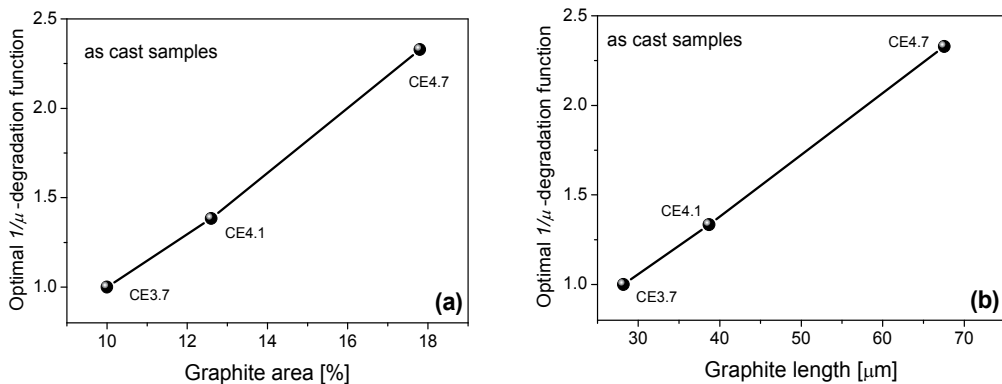 Optimal 1/μ -degradation function
2.5
2.0
1.5
1.0
as cast samples
CE4.7
CE4.1
CE3.7
(a)
10 12 14 16 18
Graphite area [%]
Optimal 1/μ -degradation function
2.5
2.0
1.5
1.0
as cast samples
CE4.7
CE4.1
CE3.7
(b)
30 40 50 60 70
Graphite length [μm]